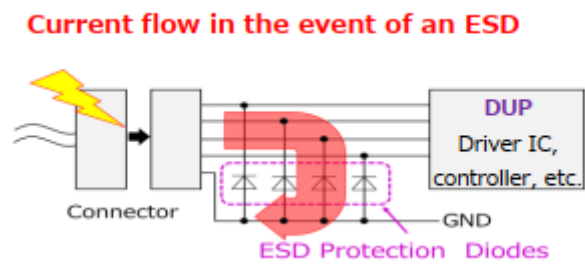 Current flow in the event of an ESD
DUP
Driver IC,
controller, etc.
Connector
GND
ESD Protection Diodes